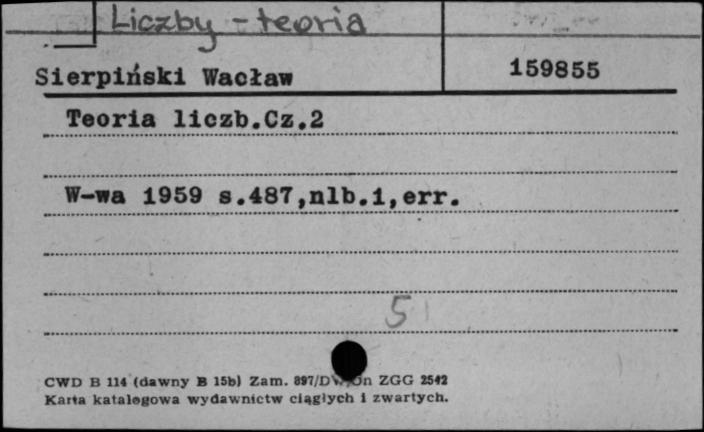 Liczby - teoria
Sierpiński Wacław 159855
Teoria liczb.Cz.2
W-wa 1959 s.487,nlb.1,err.
5
CWD B 114 (dawny B 15b) Zam. 897/D ZGG 2542
Karta katalogowa wydawnictw ciągłych i zwartych.